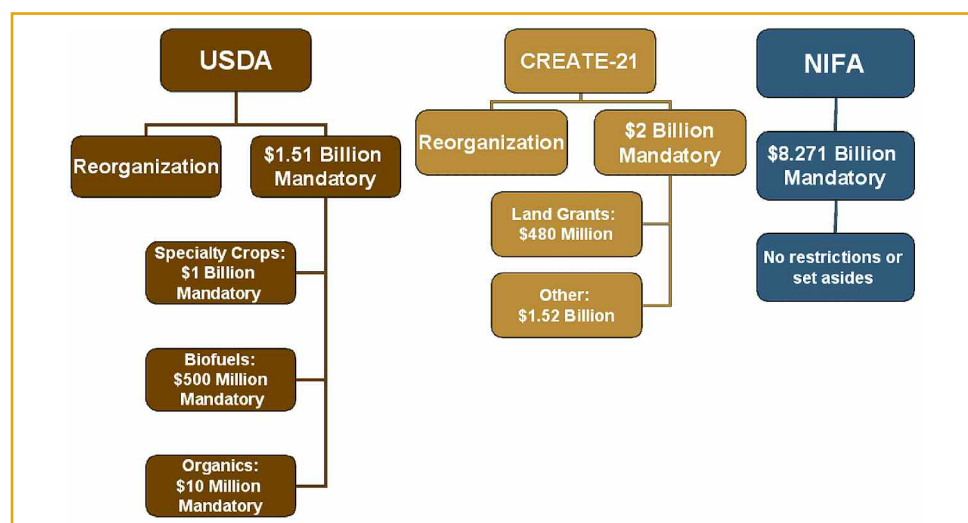 USDA
Reorganization
$1.51 Billion
Mandatory
Specialty Crops:
$1 Billion
Mandatory
Biofuels:
$500 Million
Mandatory
Organics:
$10 Million
Mandatory
CREATE-21
Reorganization
$2 Billion
Mandatory
Land Grants:
$480 Million
Other:
$1.52 Billion
NIFA
$8.271 Billion
Mandatory
No restrictions or
set asides